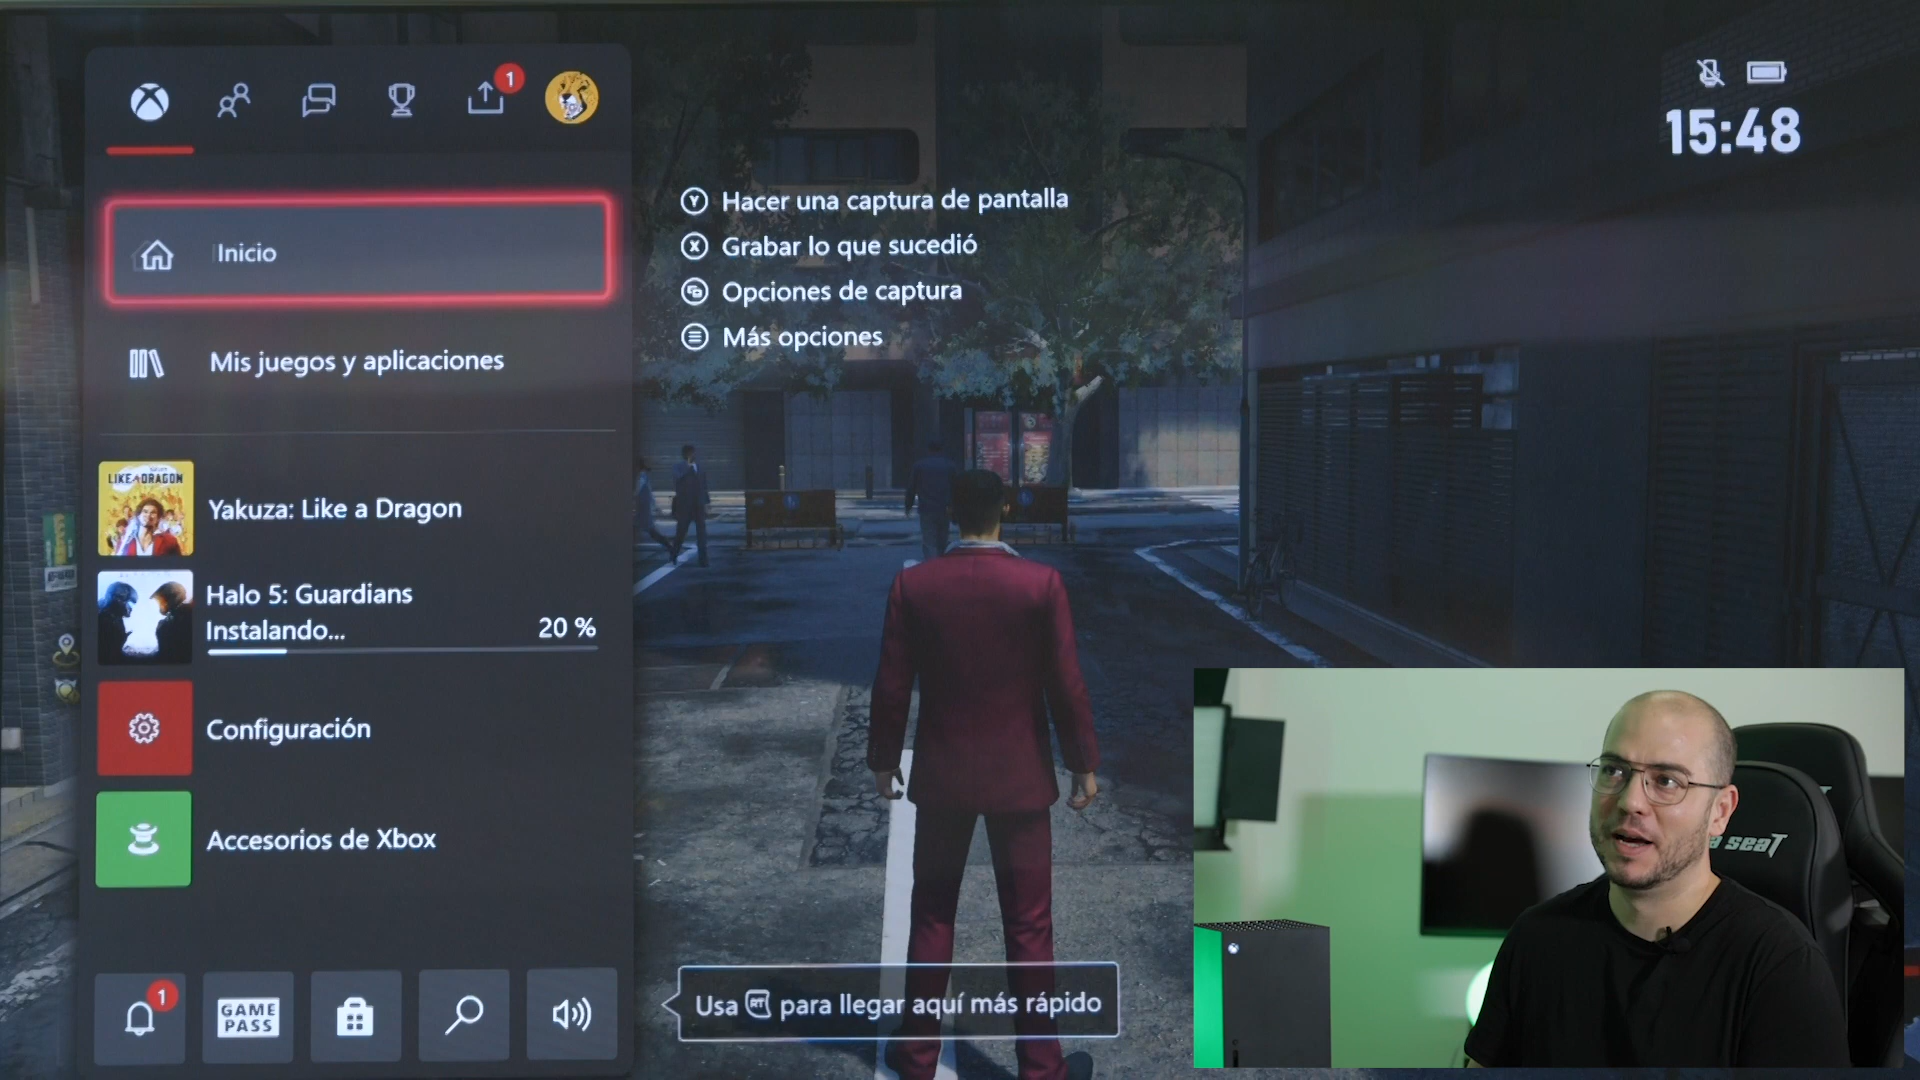 1
15:48
Inicio
Mis juegos y aplicaciones
Hacer una captura de pantalla
Grabar lo que sucedió
Opciones de captura
Más opciones
LIKE A DRAGON
Yakuza: Like a Dragon
Halo 5: Guardians
Instalando...
20 %
Configuración
Accesorios de Xbox
1
GAME
PASS
Usa RT para llegar aquí más rápido
a seaT